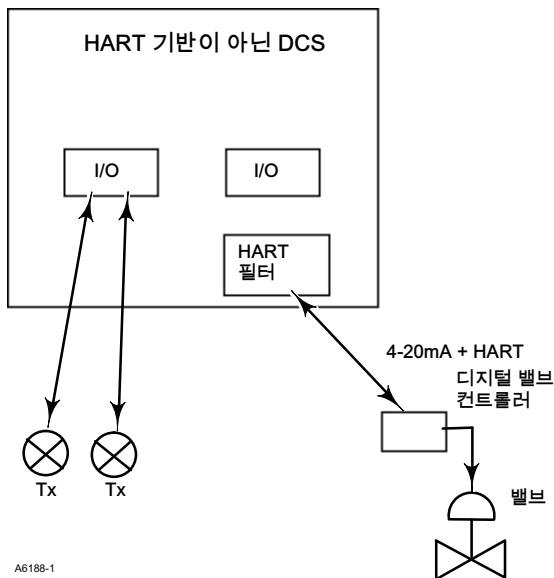 HART 기반이 아닌 DCS
I/O
I/O
HART
필터
4-20mA + HART
디지털 밸브
컨트롤러
Tx
Tx
밸브
A6188-1